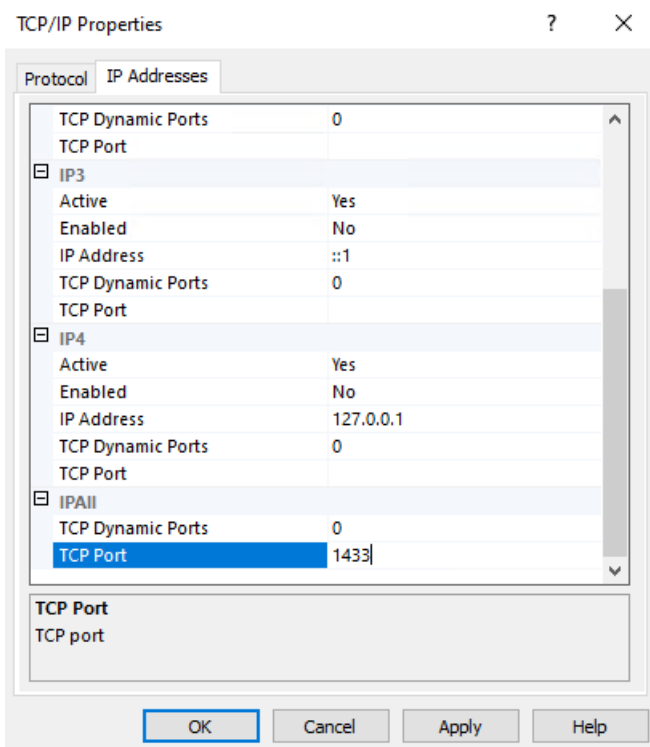 TCP/IP Properties ?
Protocol IP Addresses
TCP Dynamic Ports 0
TCP Port
IP3
Active Yes
Enabled No
IP Address ::1
TCP Dynamic Ports 0
TCP Port
IP4
Active Yes
Enabled No
IP Address 127.0.0.1
TCP Dynamic Ports 0
TCP Port
IPAll
TCP Dynamic Ports 0
TCP Port 1433
TCP Port
TCP port
OK Cancel Apply Help